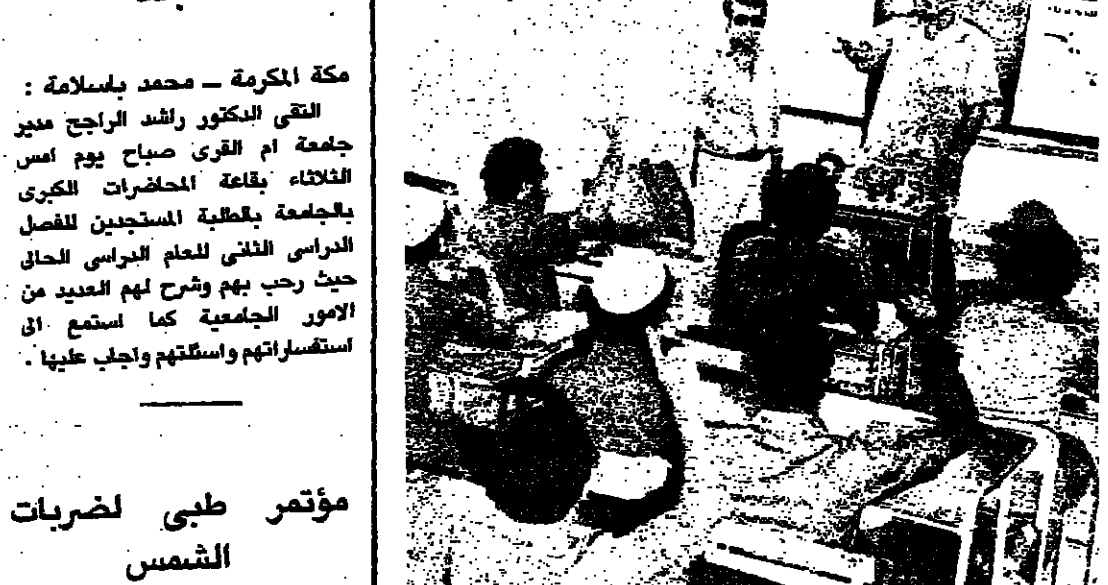 مكة المكرمة ـ محمد باسلامة :
التقى الدكتور راشد الراجح مدير
جامعة ام القرى صباح يوم امس
الثلاثاء بقاعة المحاضرات الكبرى
بالجامعة بالطلبة المستجدين للفصل
الدراسى الثانى للعام الدراسى الحالى
حيث رحب بهم وشرح لهم العديد من
الامور الجامعية كما استمع الى
استفساراتهم واسئلتهم واجاب عليها .
مؤتمر طبى لضربات
الشمس